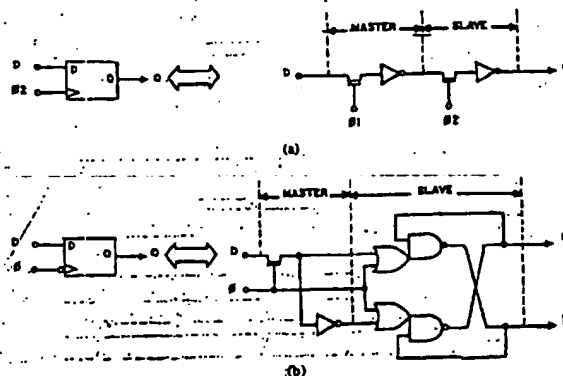 MASTER SLAVE
D D Q Q
Ø2
D
Ø1 Ø2
(a)
MASTER SLAVE
D D Q Q
Ø
D
Ø
(b)